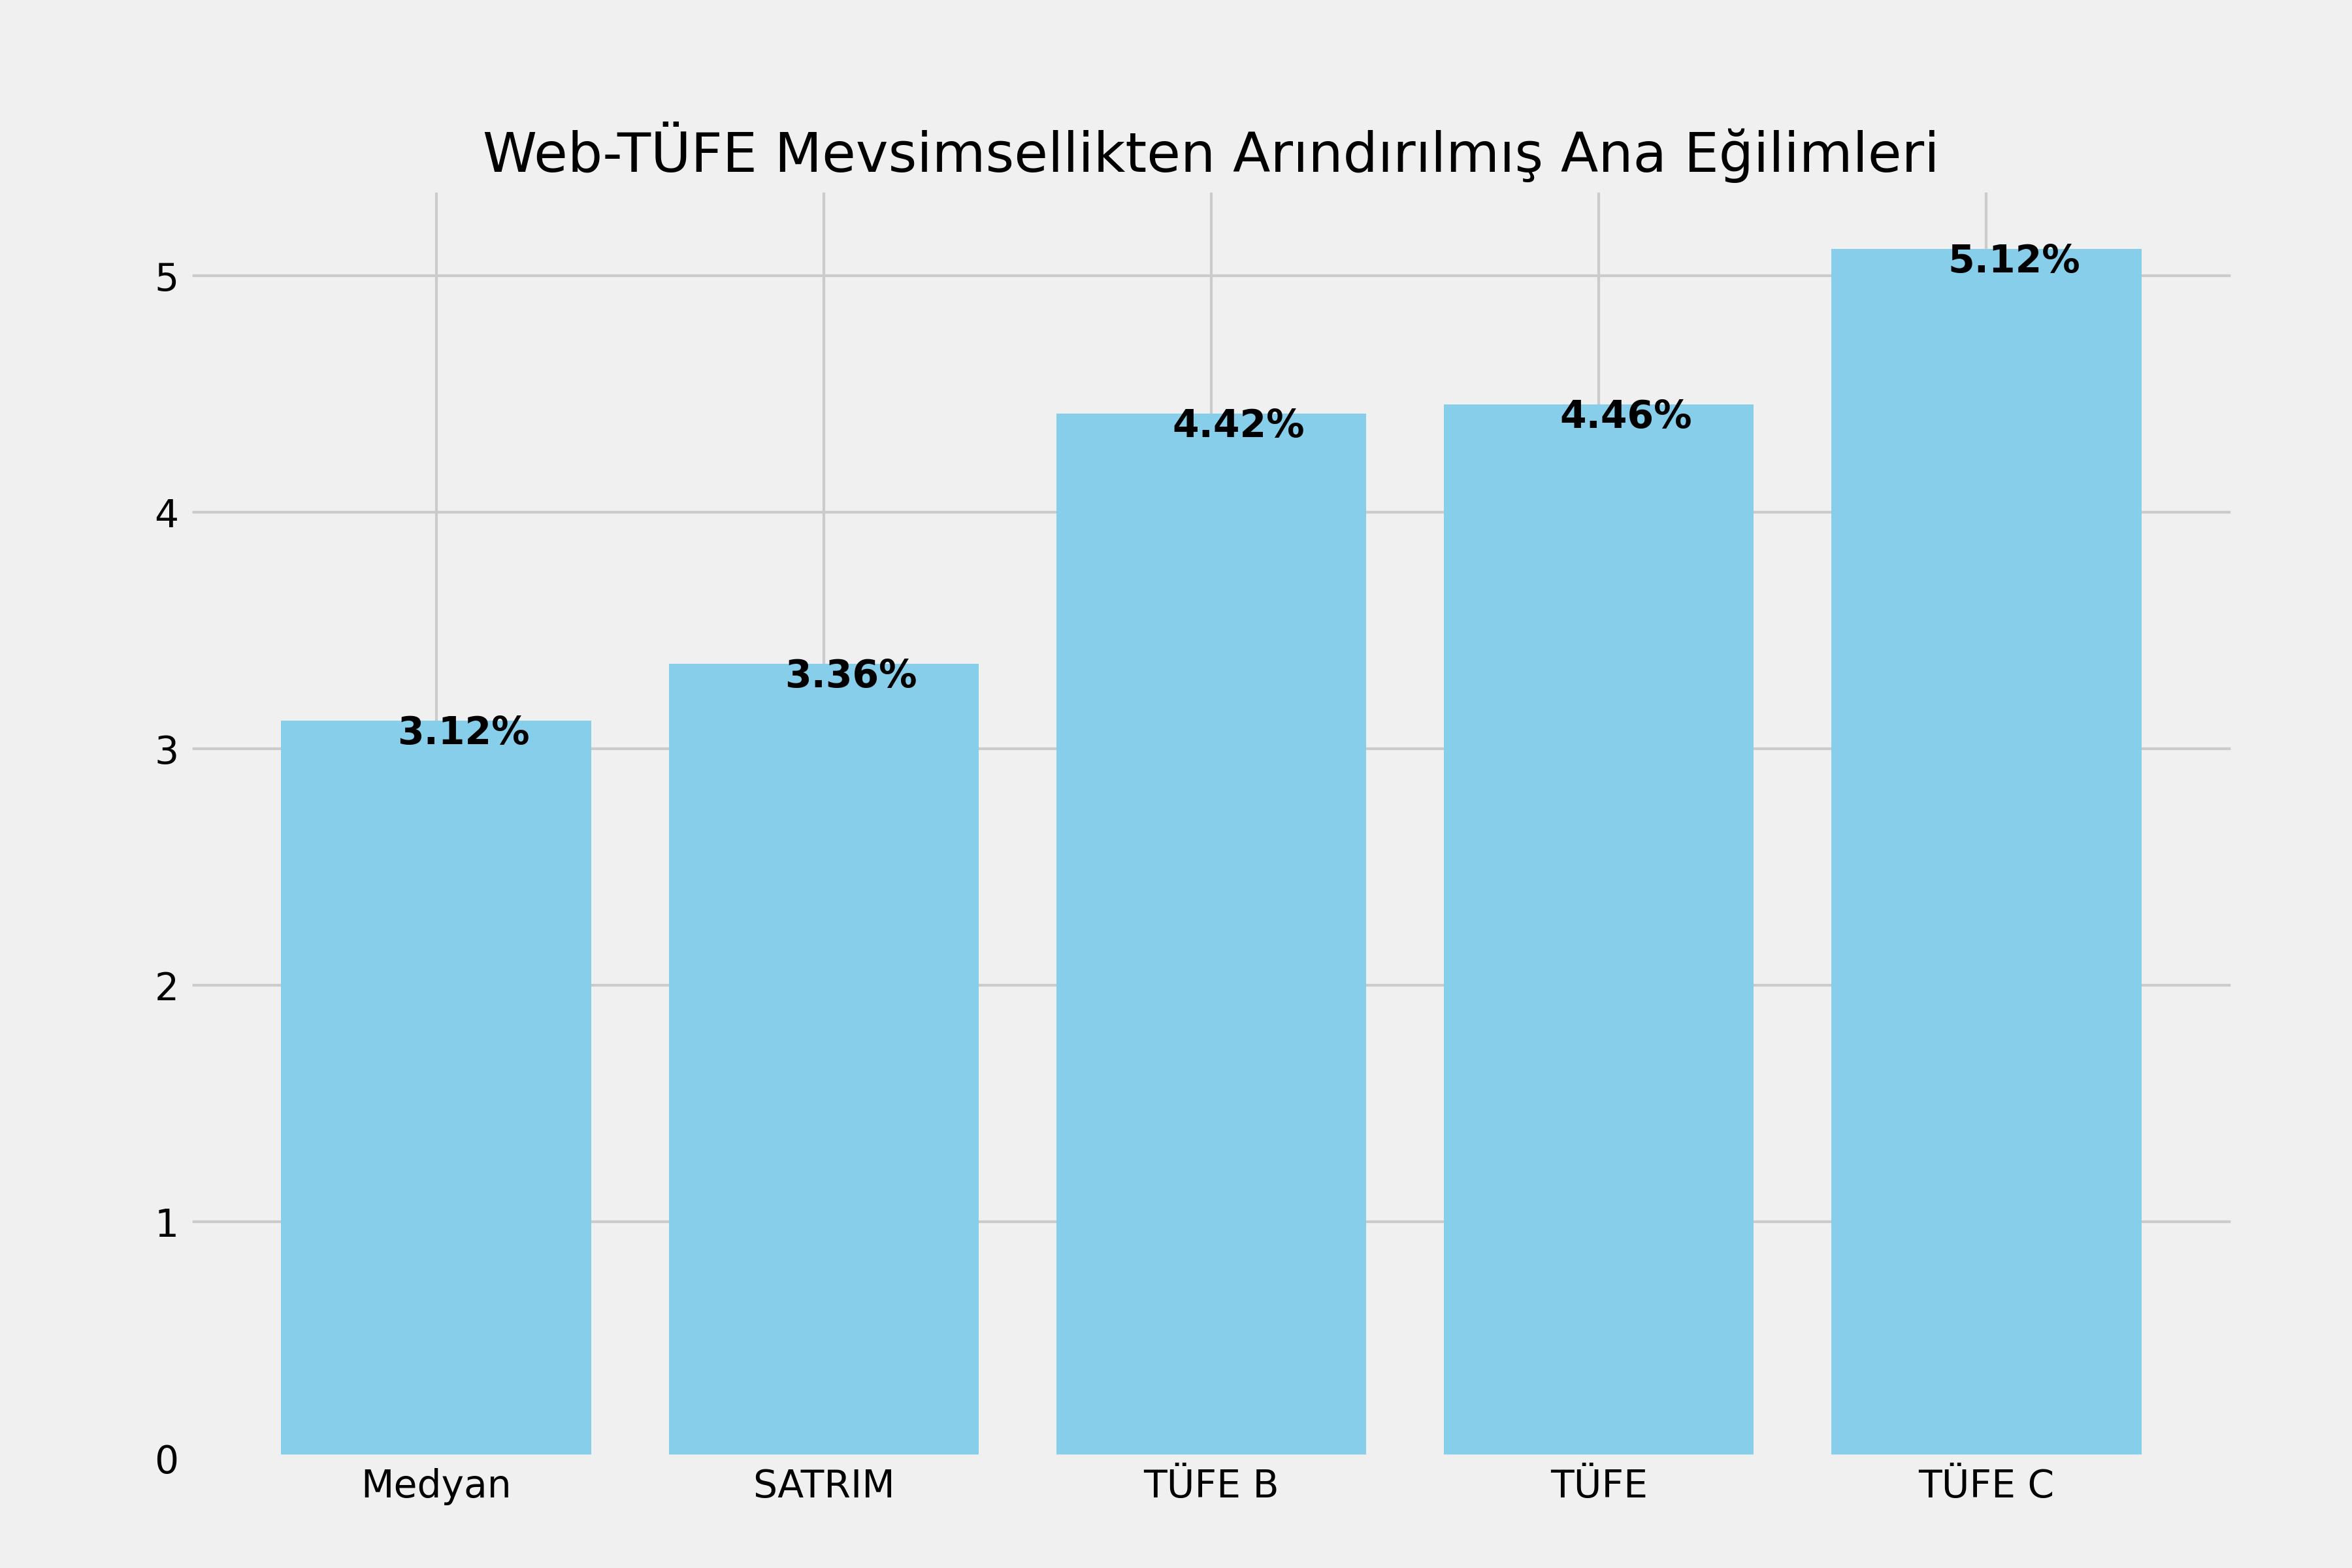 Web-TÜFE Mevsimsellikten Arındırılmış Ana Eğilimleri
5
4
3
2
1
0
5.12%
4.46%
4.42%
3.36%
3.12%
Medyan
SATRIM
TÜFE B
TÜFE
TÜFE C